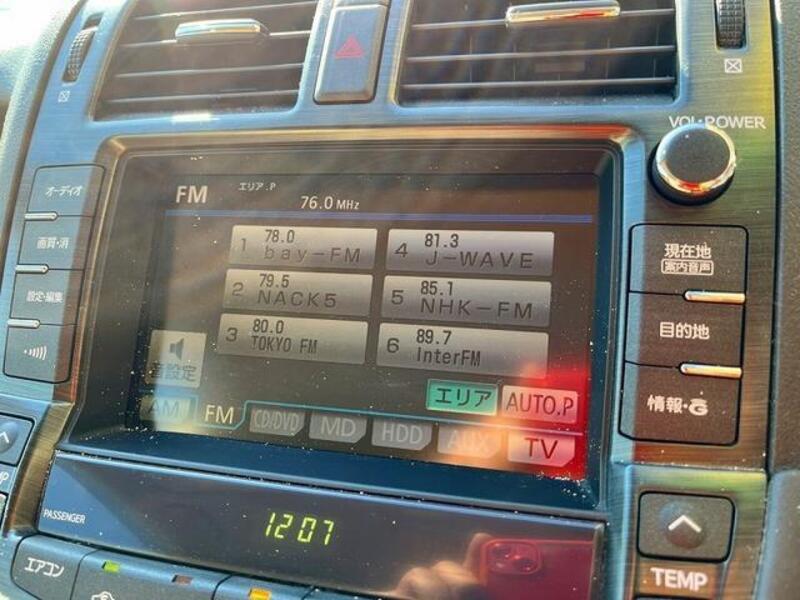 VOL・POWER
オーディオ
画質・消
設定・編集
FM
エリア.P
76.0 MHz
1 78.0 bay-FM
4 81.3 J-WAVE
2 79.5 NACK5
5 85.1 NHK-FM
3 80.0 TOKYO FM
6 89.7 InterFM
音設定
エリア
AUTO.P
AM
FM
CD/DVD
MD
HDD
AUX
TV
現在地
案内音声
目的地
情報・G
PASSENGER
12:07
エアコン
TEMP